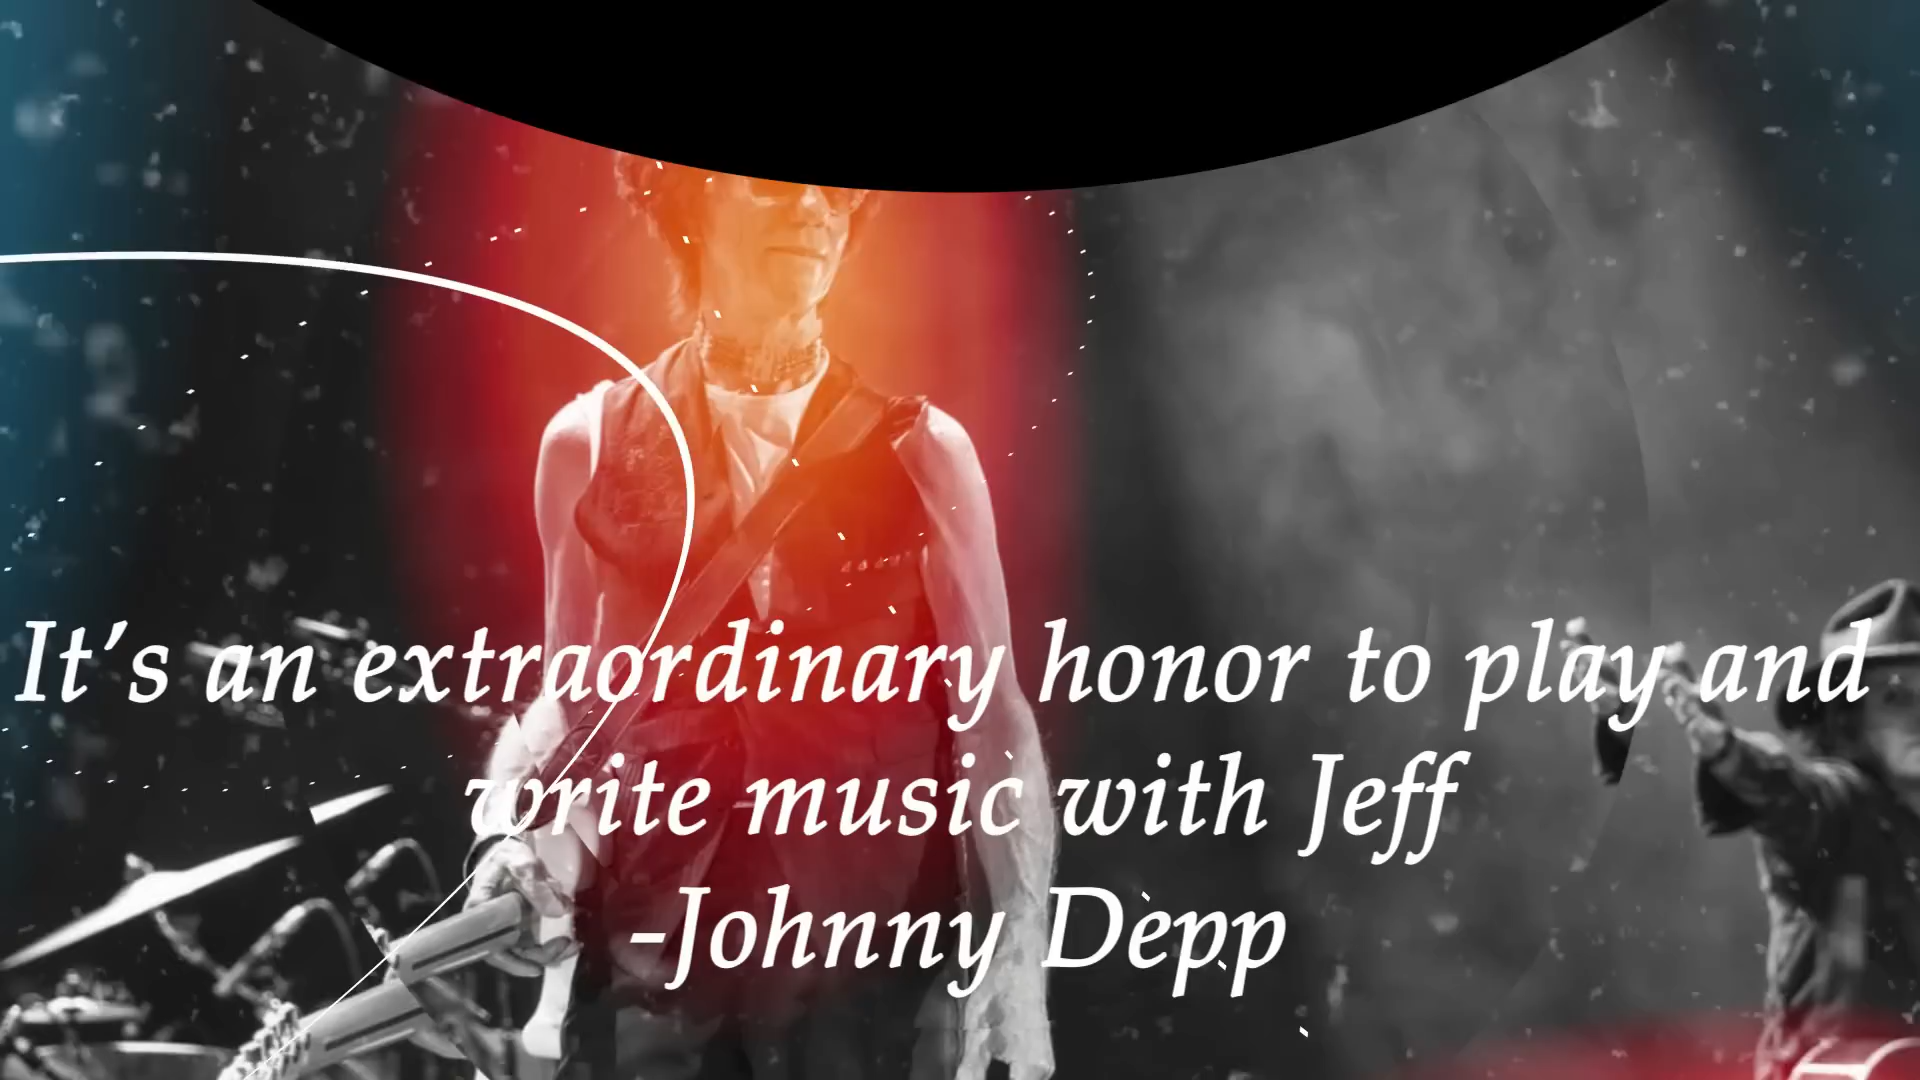 It’s an extraordinary honor to play and
write music with Jeff
-Johnny Depp